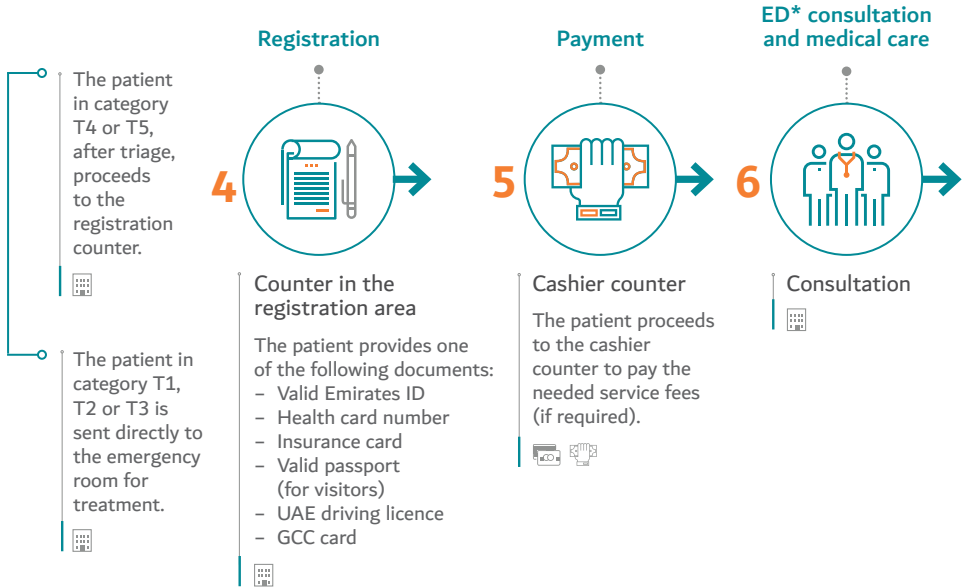 The patient
in category
T4 or T5,
after triage,
proceeds
to the
registration
counter.
The patient in
category T1,
T2 or T3 is
sent directly to
the emergency
room for
treatment.
Registration
4
Counter in the
registration area
The patient provides one
of the following documents:
– Valid Emirates ID
– Health card number
– Insurance card
– Valid passport
(for visitors)
– UAE driving licence
– GCC card
Payment
5
Cashier counter
The patient proceeds
to the cashier
counter to pay the
needed service fees
(if required).
ED* consultation
and medical care
6
Consultation